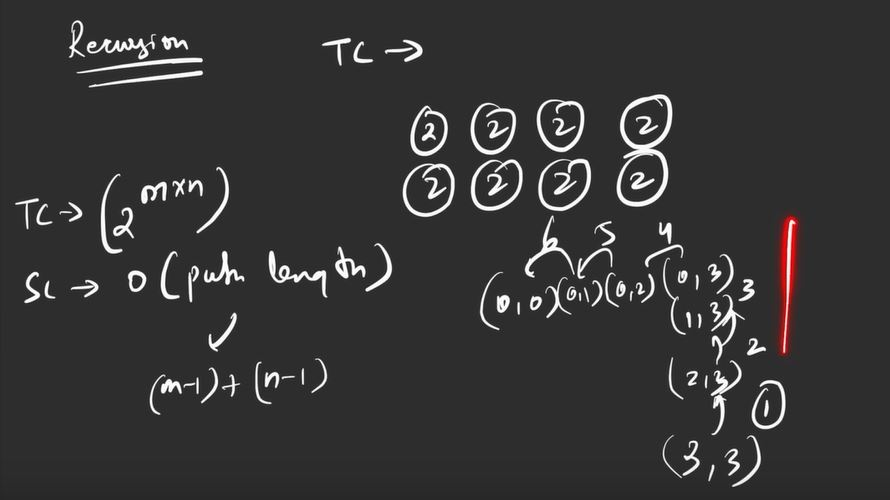 Recursion
TC →
2 2 2 2
2 2 2 2
TC → (2^m×n)
SC → O(path length)
(m-1) + (n-1)
6 5 4
(0,0) (0,1) (0,2) (0,3) 3
(1,3)
2
(2,3)
1
(3,3)